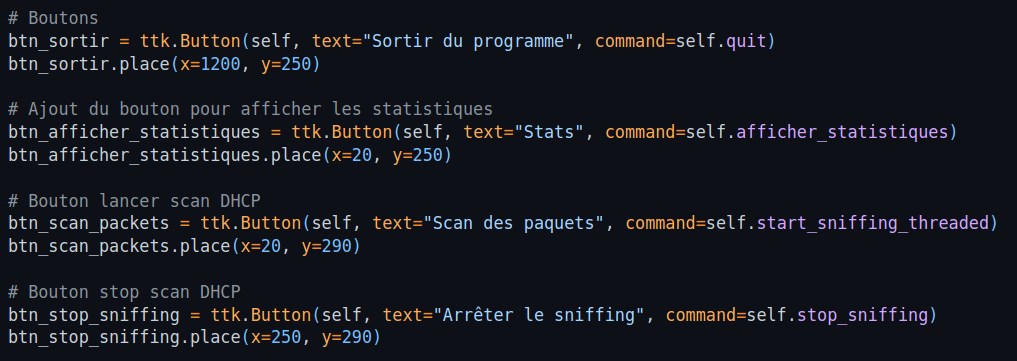 # Boutons
btn_sortir = ttk.Button(self, text="Sortir du programme", command=self.quit)
btn_sortir.place(x=1200, y=250)
# Ajout du bouton pour afficher les statistiques
btn_afficher_statistiques = ttk.Button(self, text="Stats", command=self.afficher_statistiques)
btn_afficher_statistiques.place(x=20, y=250)
# Bouton lancer scan DHCP
btn_scan_packets = ttk.Button(self, text="Scan des paquets", command=self.start_sniffing_threaded)
btn_scan_packets.place(x=20, y=290)
# Bouton stop scan DHCP
btn_stop_sniffing = ttk.Button(self, text="Arrêter le sniffing", command=self.stop_sniffing)
btn_stop_sniffing.place(x=250, y=290)